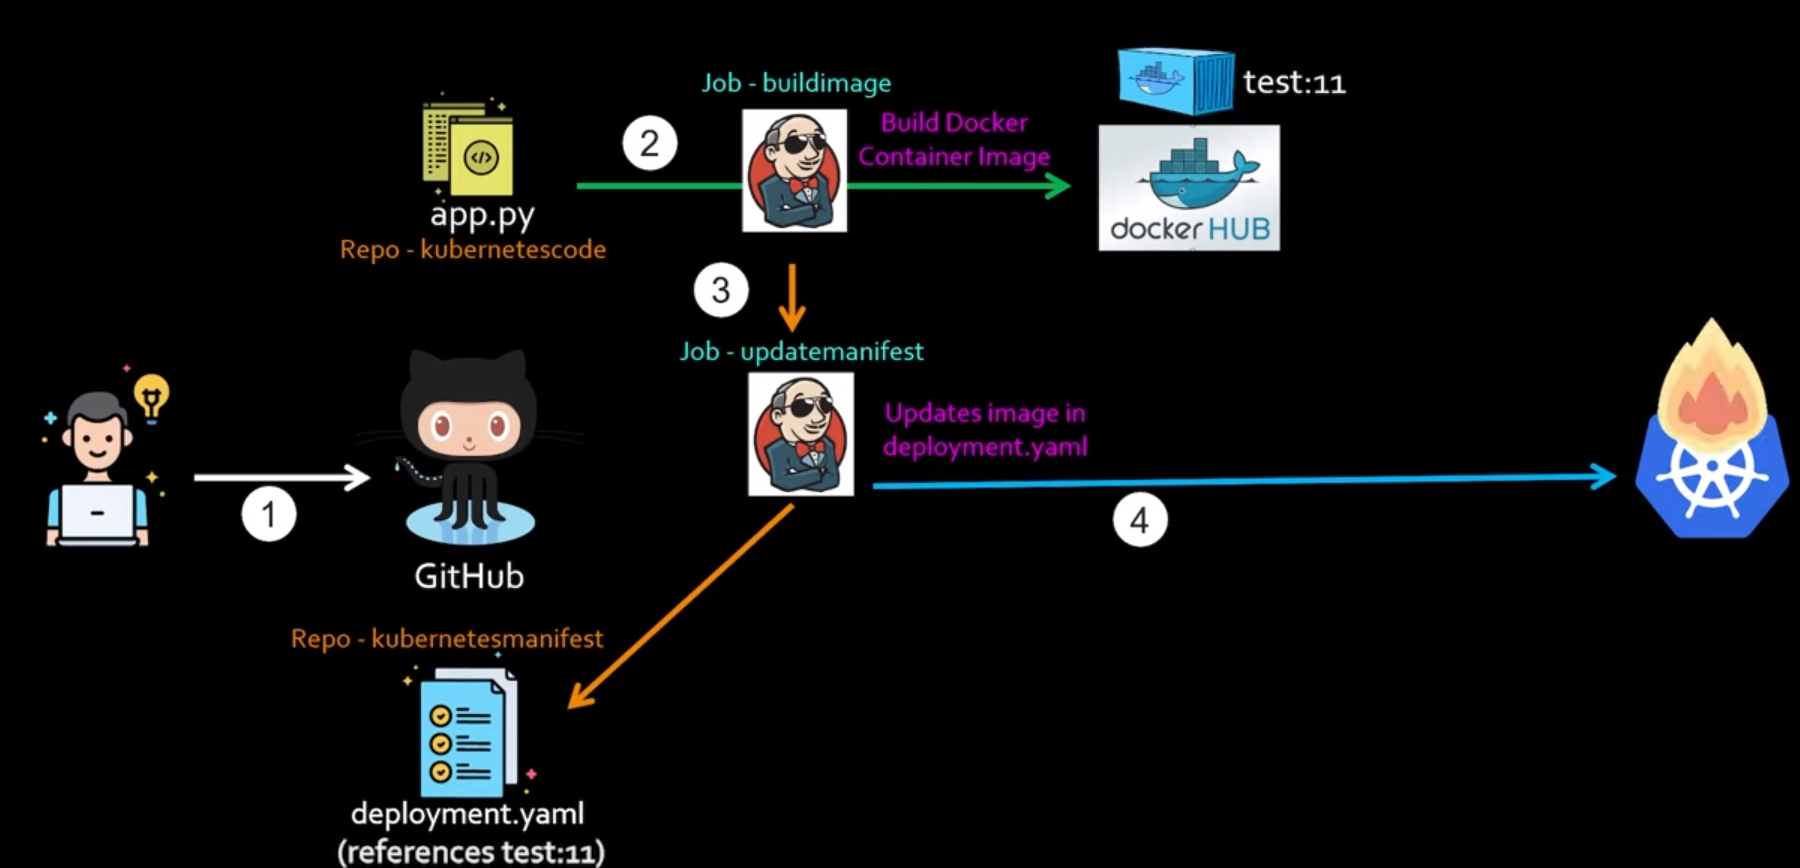 Job - buildimage
test:11
2
Build Docker
Container Image
app.py
Repo - kubernetescode
docker HUB
3
Job - updatemanifest
Updates image in
deployment.yaml
1
4
GitHub
Repo - kubernetesmanifest
deployment.yaml
(references test:11)